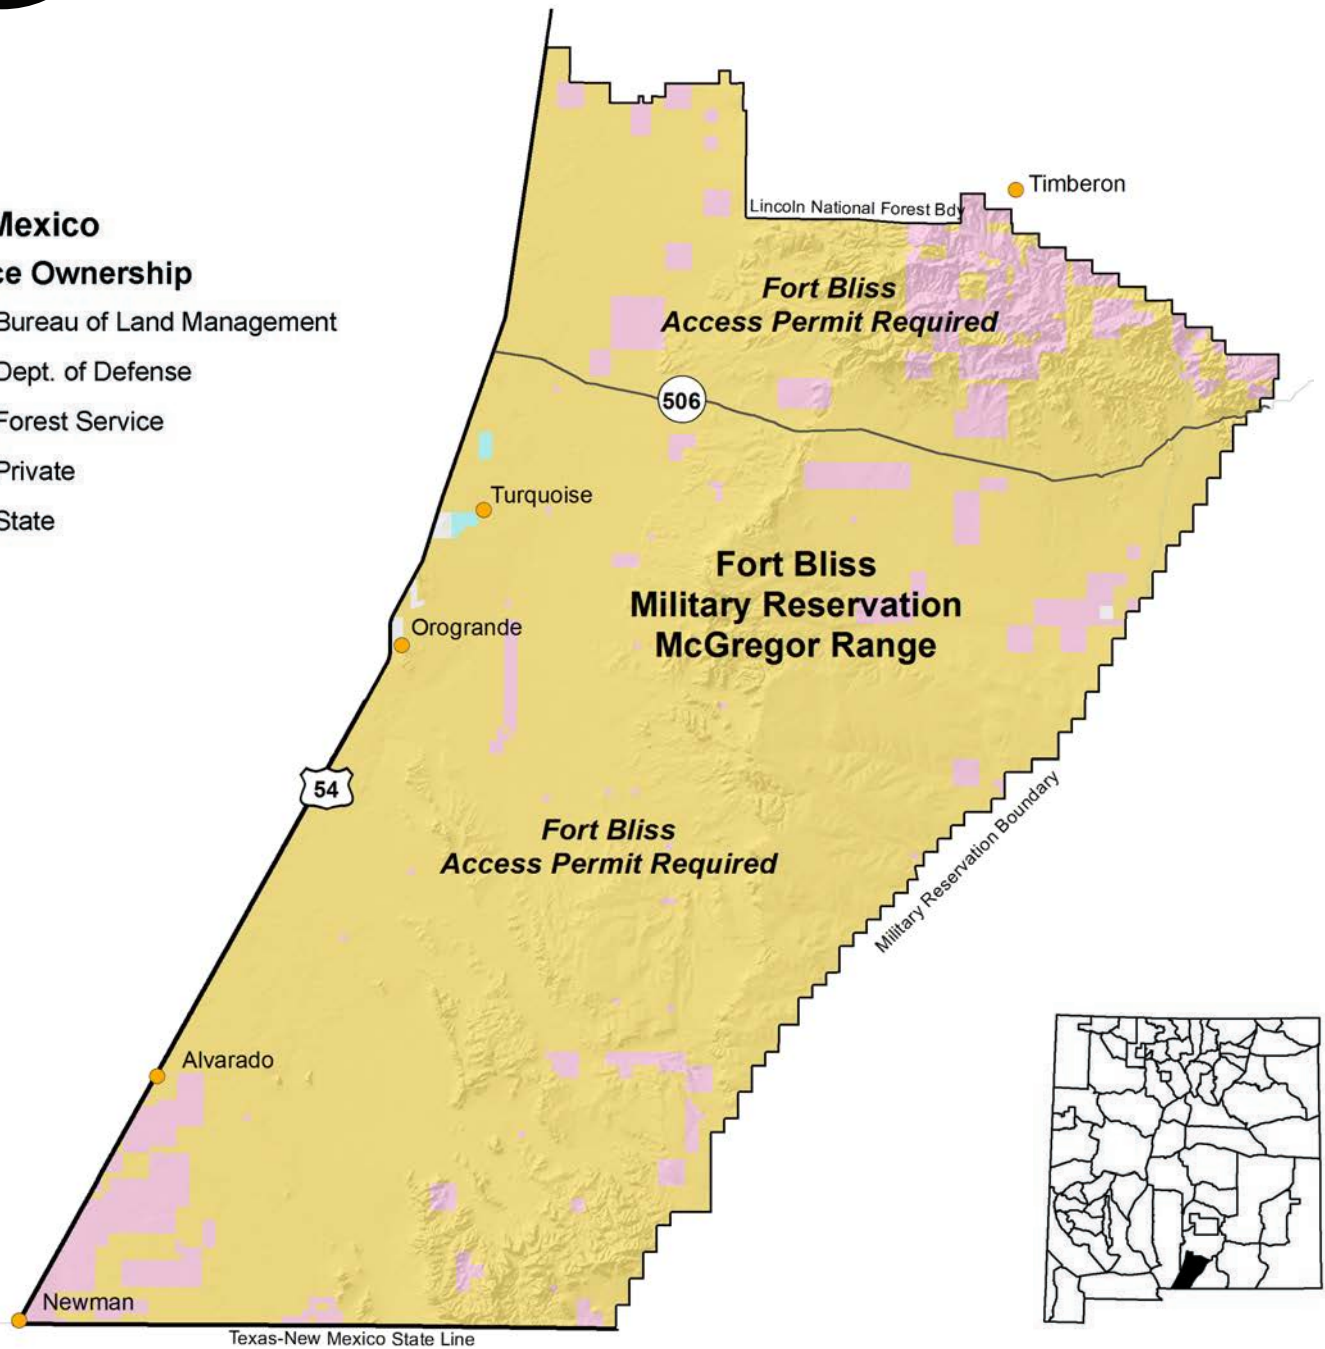 Mexico
ce Ownership
Bureau of Land Management
Dept. of Defense
Forest Service
Private
State
Timberon
Lincoln National Forest Bdy
Fort Bliss
Access Permit Required
506
Turquoise
Fort Bliss
Military Reservation
McGregor Range
Orogrande
54
Fort Bliss
Access Permit Required
Military Reservation Boundary
Alvarado
Newman
Texas-New Mexico State Line